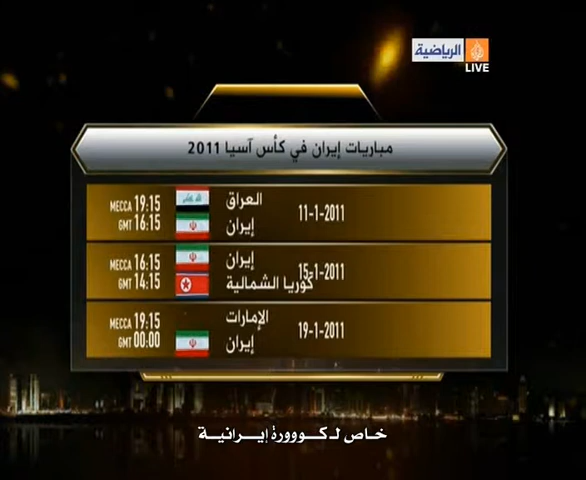 الرياضية
LIVE
مباريات إيران في كأس آسيا 2011
العراق
إيران
11-1-2011
MECCA 19:15
GMT 16:15
إيران
كوريا الشمالية
15-1-2011
MECCA 16:15
GMT 14:15
الإمارات
إيران
19-1-2011
MECCA 19:15
GMT 00:00
خاص لـ كـــووورة إيـــرانيـــة